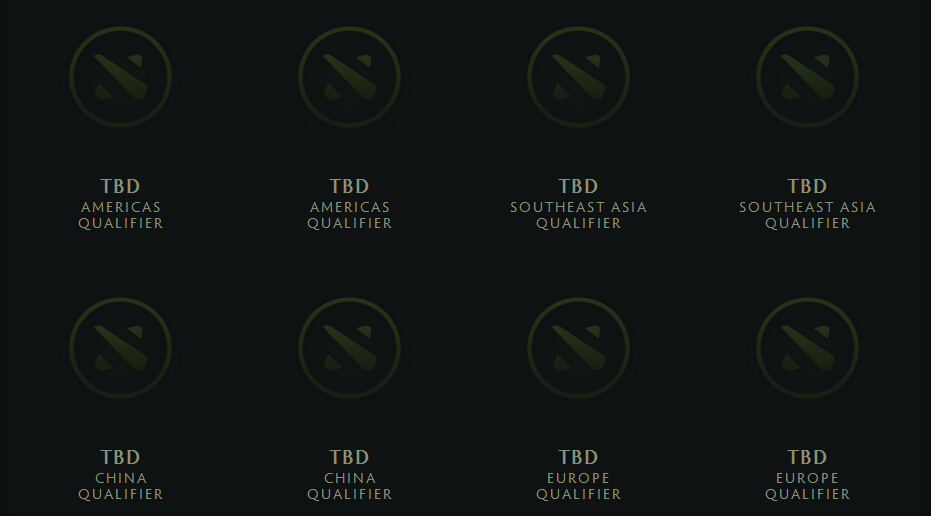 TBD
AMERICAS
QUALIFIER
TBD
AMERICAS
QUALIFIER
TBD
SOUTHEAST ASIA
QUALIFIER
TBD
SOUTHEAST ASIA
QUALIFIER
TBD
CHINA
QUALIFIER
TBD
CHINA
QUALIFIER
TBD
EUROPE
QUALIFIER
TBD
EUROPE
QUALIFIER